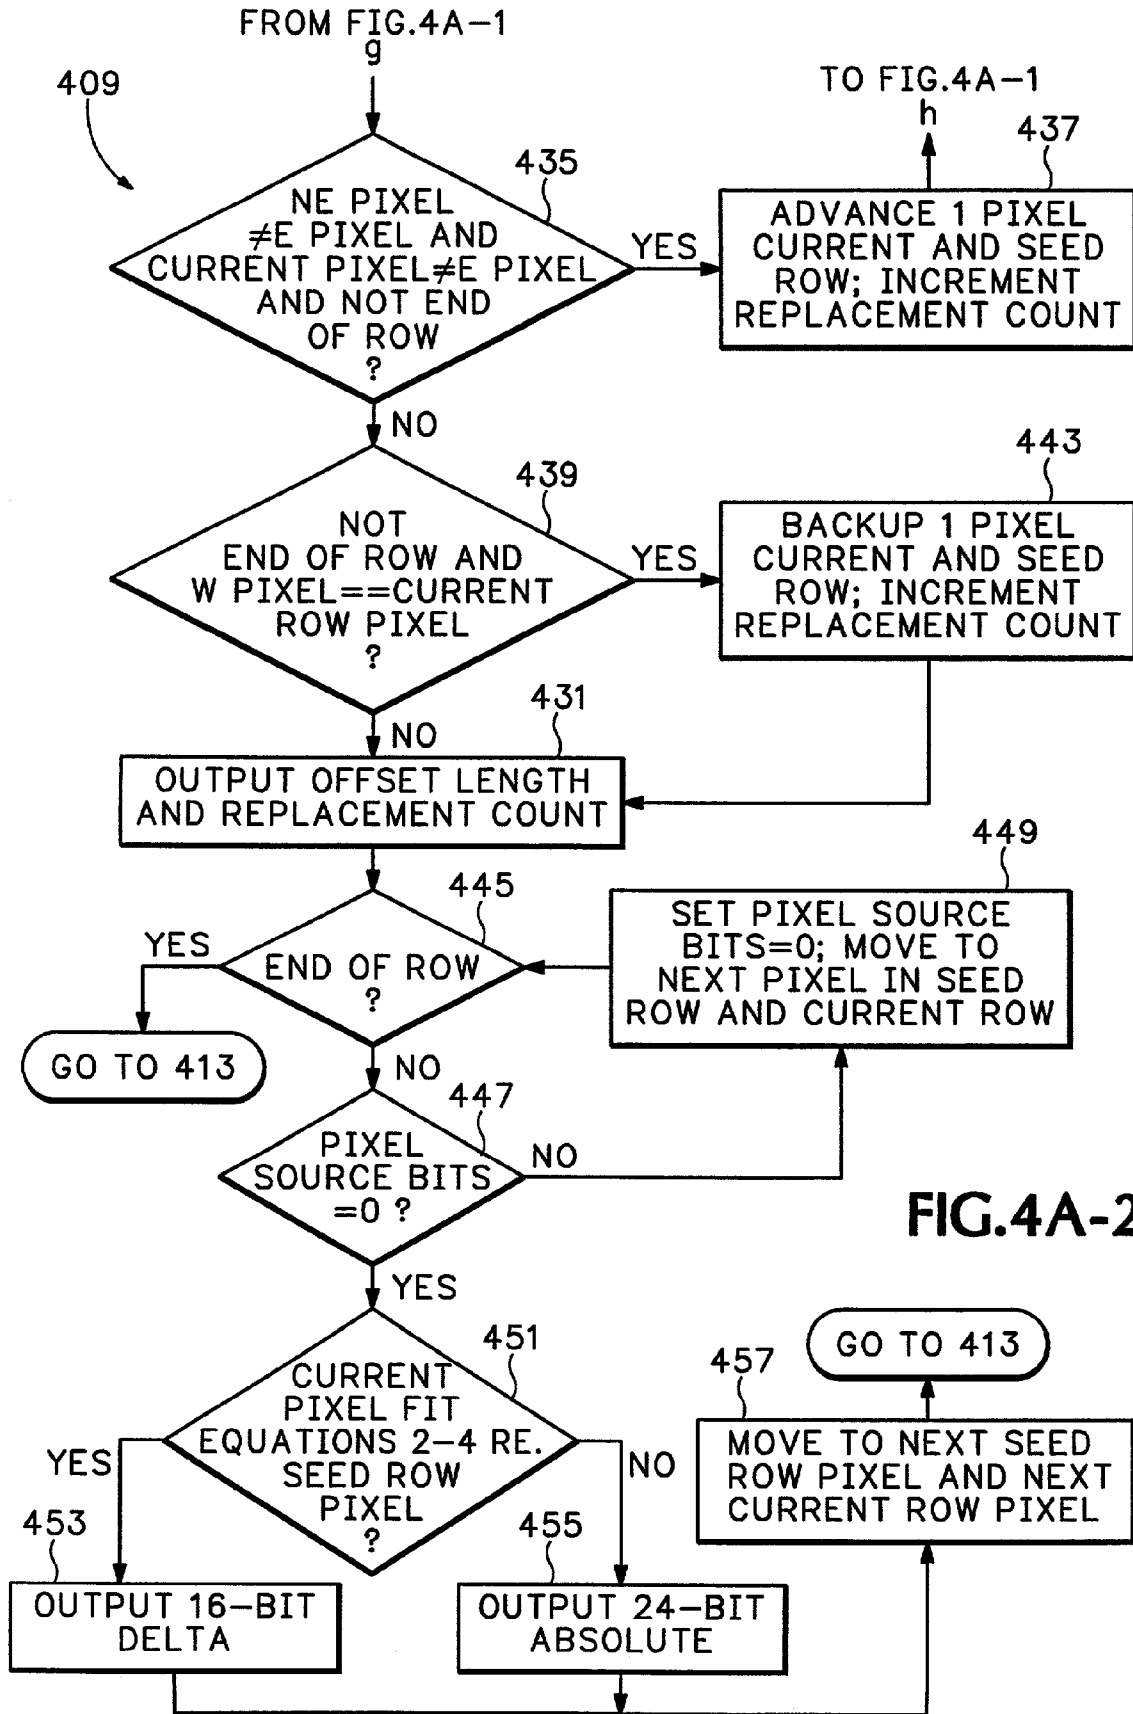 FROM FIG.4A-1
g
409
TO FIG.4A-1
h
435
437
NE PIXEL
≠E PIXEL AND
CURRENT PIXEL≠E PIXEL
AND NOT END
OF ROW
?
YES
ADVANCE 1 PIXEL
CURRENT AND SEED
ROW; INCREMENT
REPLACEMENT COUNT
NO
439
443
NOT
END OF ROW AND
W PIXEL==CURRENT
ROW PIXEL
?
YES
BACKUP 1 PIXEL
CURRENT AND SEED
ROW; INCREMENT
REPLACEMENT COUNT
NO
431
OUTPUT OFFSET LENGTH
AND REPLACEMENT COUNT
445
449
END OF ROW
?
YES
SET PIXEL SOURCE
BITS=0; MOVE TO
NEXT PIXEL IN SEED
ROW AND CURRENT ROW
GO TO 413
NO
447
PIXEL
SOURCE BITS
=0 ?
NO
FIG.4A-2
YES
451
CURRENT
PIXEL FIT
EQUATIONS 2-4 RE.
SEED ROW
PIXEL
?
YES
NO
GO TO 413
457
MOVE TO NEXT SEED
ROW PIXEL AND NEXT
CURRENT ROW PIXEL
453
455
OUTPUT 16-BIT
DELTA
OUTPUT 24-BIT
ABSOLUTE